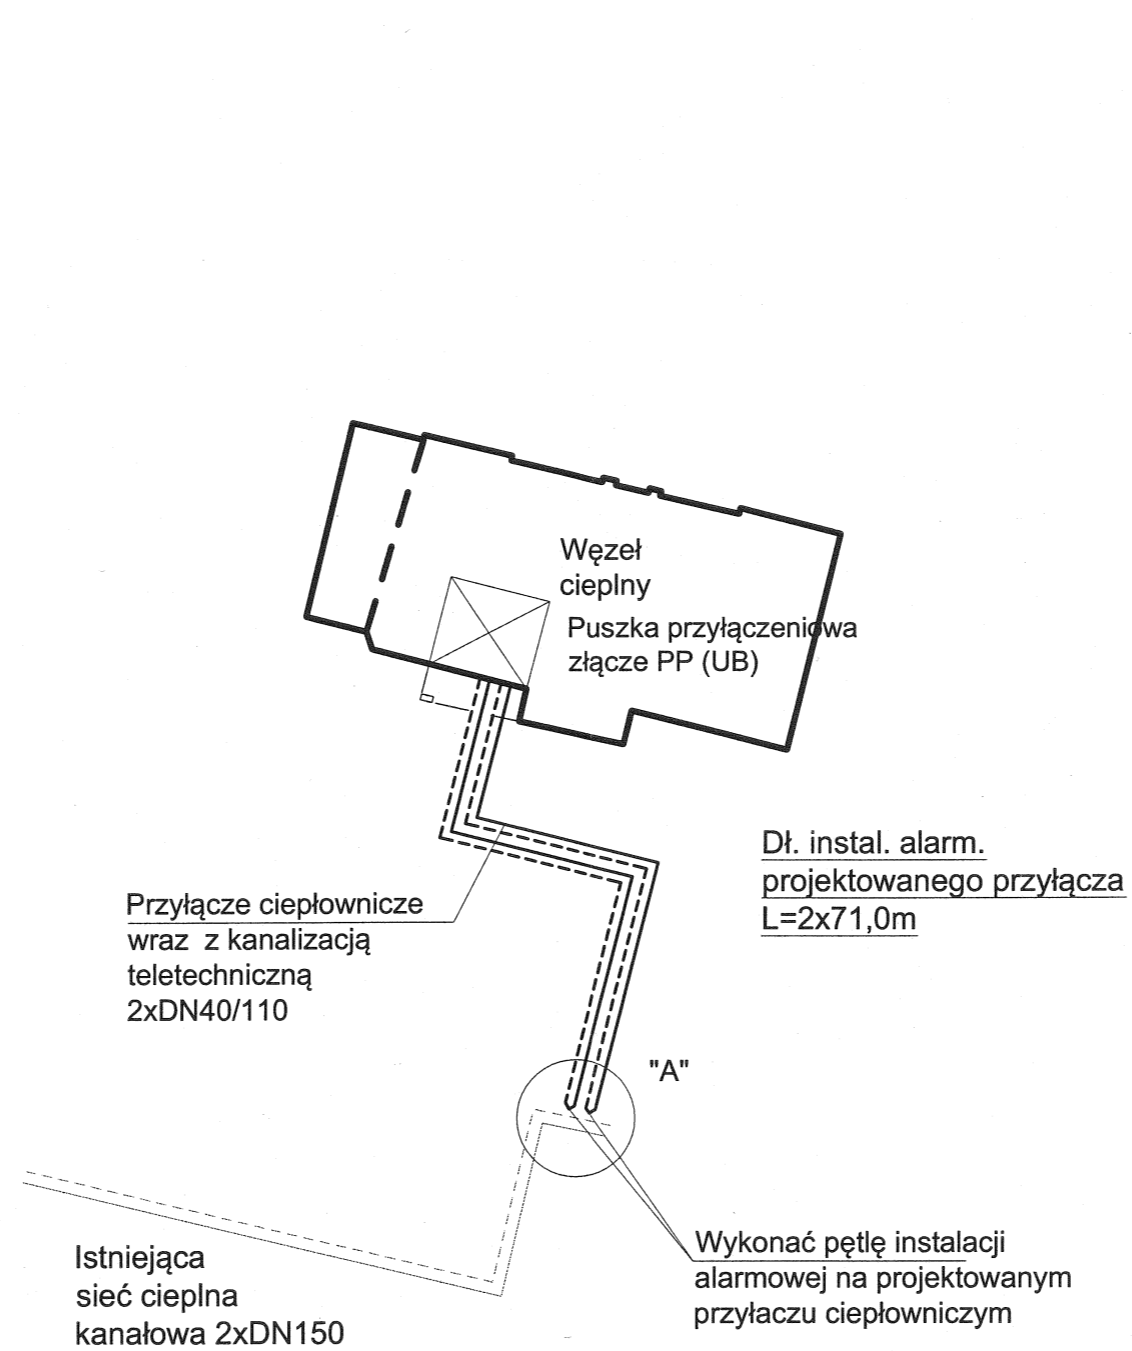 Węzeł
cieplny
Puszka przyłączeniowa
złącze PP (UB)
Dł. instal. alarm.
projektowanego przyłącza
L=2x71,0m
Przyłącze ciepłownicze
wraz z kanalizacją
teletechniczną
2xDN40/110
"A"
Wykonać pętlę instalacji
alarmowej na projektowanym
przyłaczu ciepłowniczym
Istniejąca
sieć cieplna
kanałowa 2xDN150